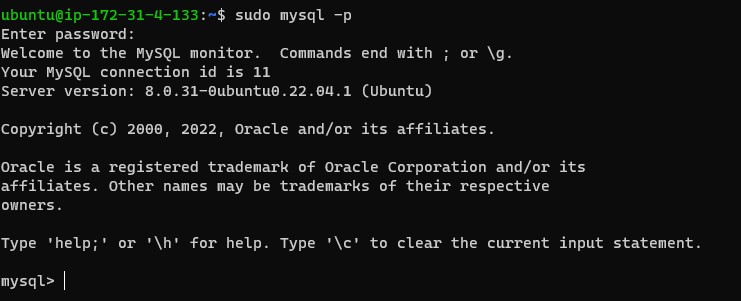 ubuntu@ip-172-31-4-133:~$ sudo mysql -p
Enter password:
Welcome to the MySQL monitor.  Commands end with ; or \g.
Your MySQL connection id is 11
Server version: 8.0.31-0ubuntu0.22.04.1 (Ubuntu)

Copyright (c) 2000, 2022, Oracle and/or its affiliates.

Oracle is a registered trademark of Oracle Corporation and/or its
affiliates. Other names may be trademarks of their respective
owners.

Type 'help;' or '\h' for help. Type '\c' to clear the current input statement.

mysql>